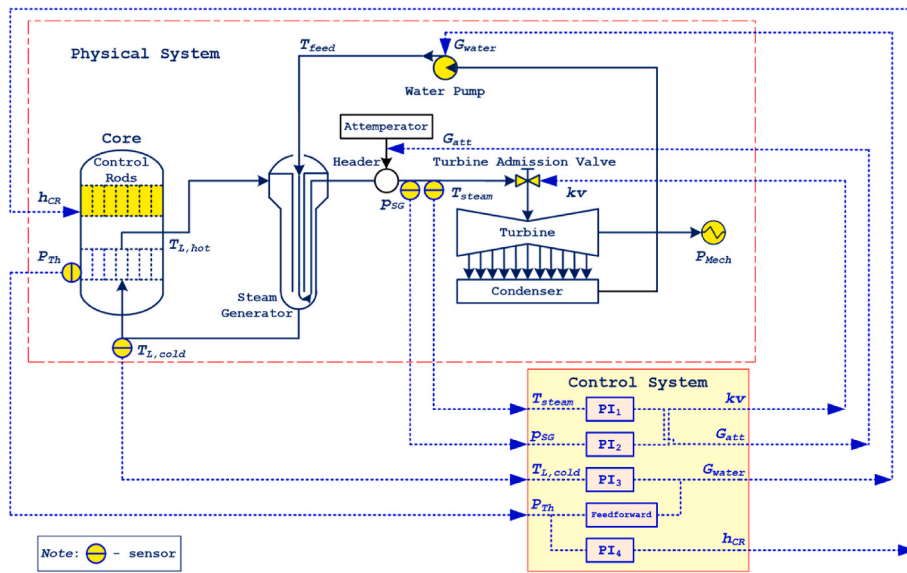 Physical System
T_feed
G_water
Water Pump
Core
Attemperator
G_att
Control
Rods
Header
Turbine Admission Valve
h_CR
p_SG
T_steam
kv
T_L,hot
Turbine
P_Th
P_Mech
Steam
Generator
Condenser
T_L,cold
Control System
T_steam
PI_1
kv
p_SG
PI_2
G_att
T_L,cold
PI_3
G_water
P_Th
Feedforward
PI_4
h_CR
Note: - sensor